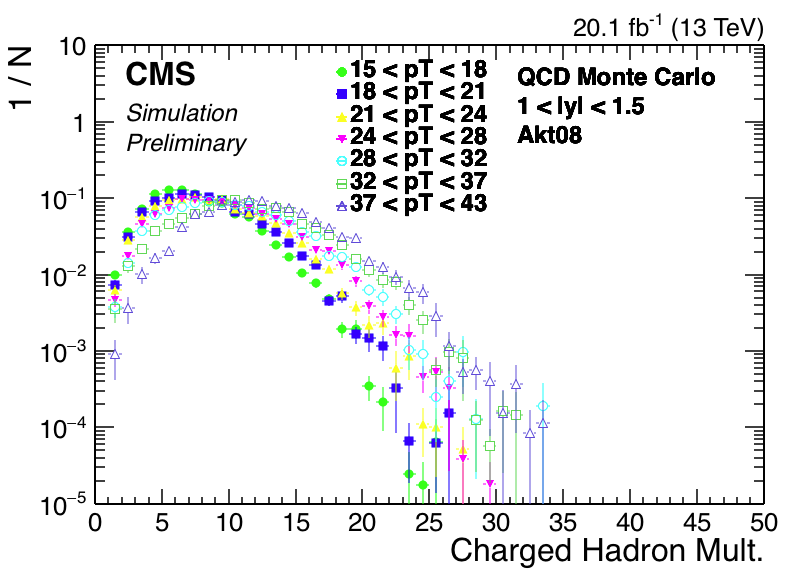 20.1 fb⁻¹ (13 TeV)
1 / N
CMS
Simulation
Preliminary
15 < pT < 18
18 < pT < 21
21 < pT < 24
24 < pT < 28
28 < pT < 32
32 < pT < 37
37 < pT < 43
QCD Monte Carlo
1 < lyl < 1.5
Akt08
10
1
10⁻¹
10⁻²
10⁻³
10⁻⁴
10⁻⁵
0 5 10 15 20 25 30 35 40 45 50
Charged Hadron Mult.